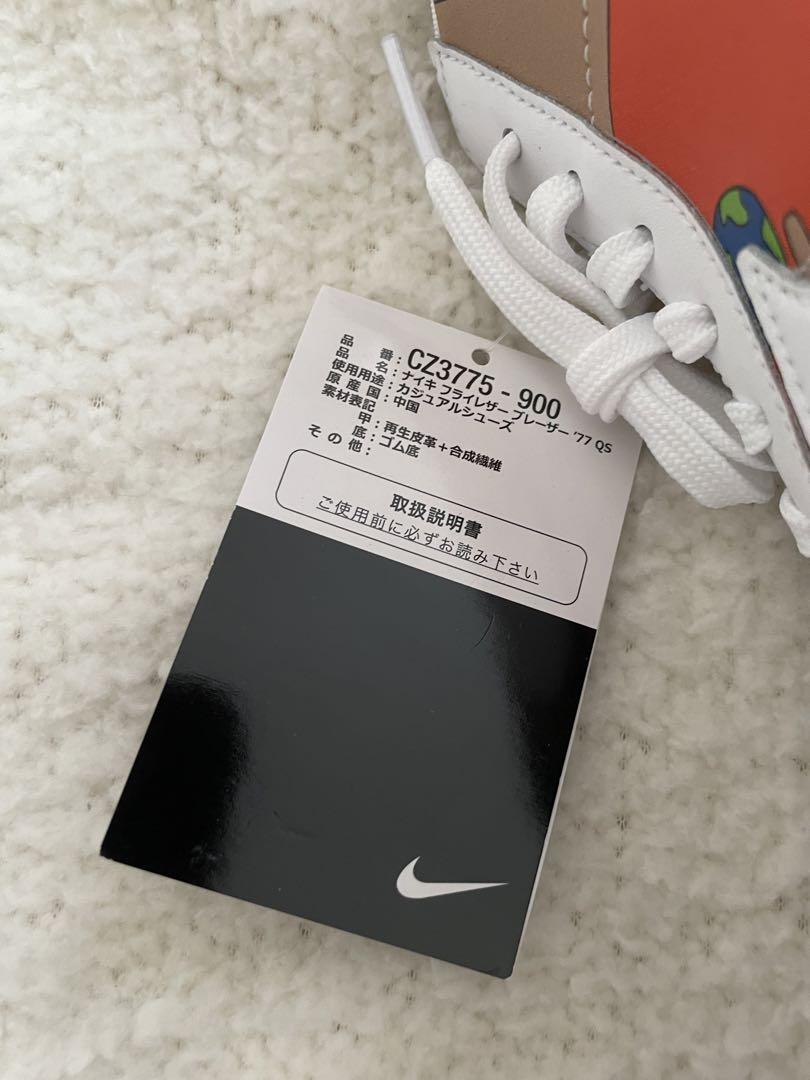 品番：CZ3775 - 900
品名：ナイキ フライレザー ブレーザー '77 QS
使用用途：カジュアルシューズ
原産国：中国
素材表記
甲：再生皮革＋合成繊維
底：ゴム底
その他：
取扱説明書
ご使用前に必ずお読み下さい